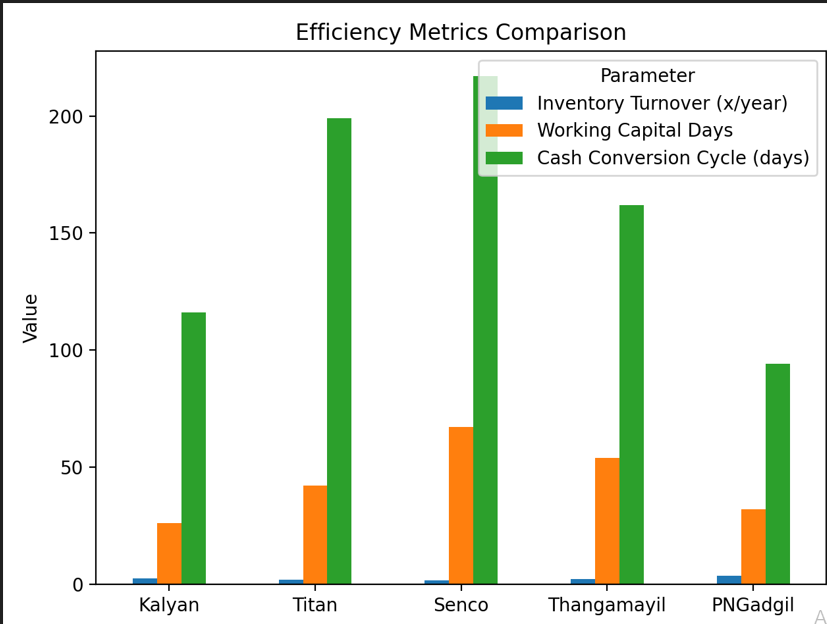 Efficiency Metrics Comparison
Parameter
Inventory Turnover (x/year)
Working Capital Days
Cash Conversion Cycle (days)
200
150
100
50
0
Value
Kalyan
Titan
Senco
Thangamayil
PNGadgil
A